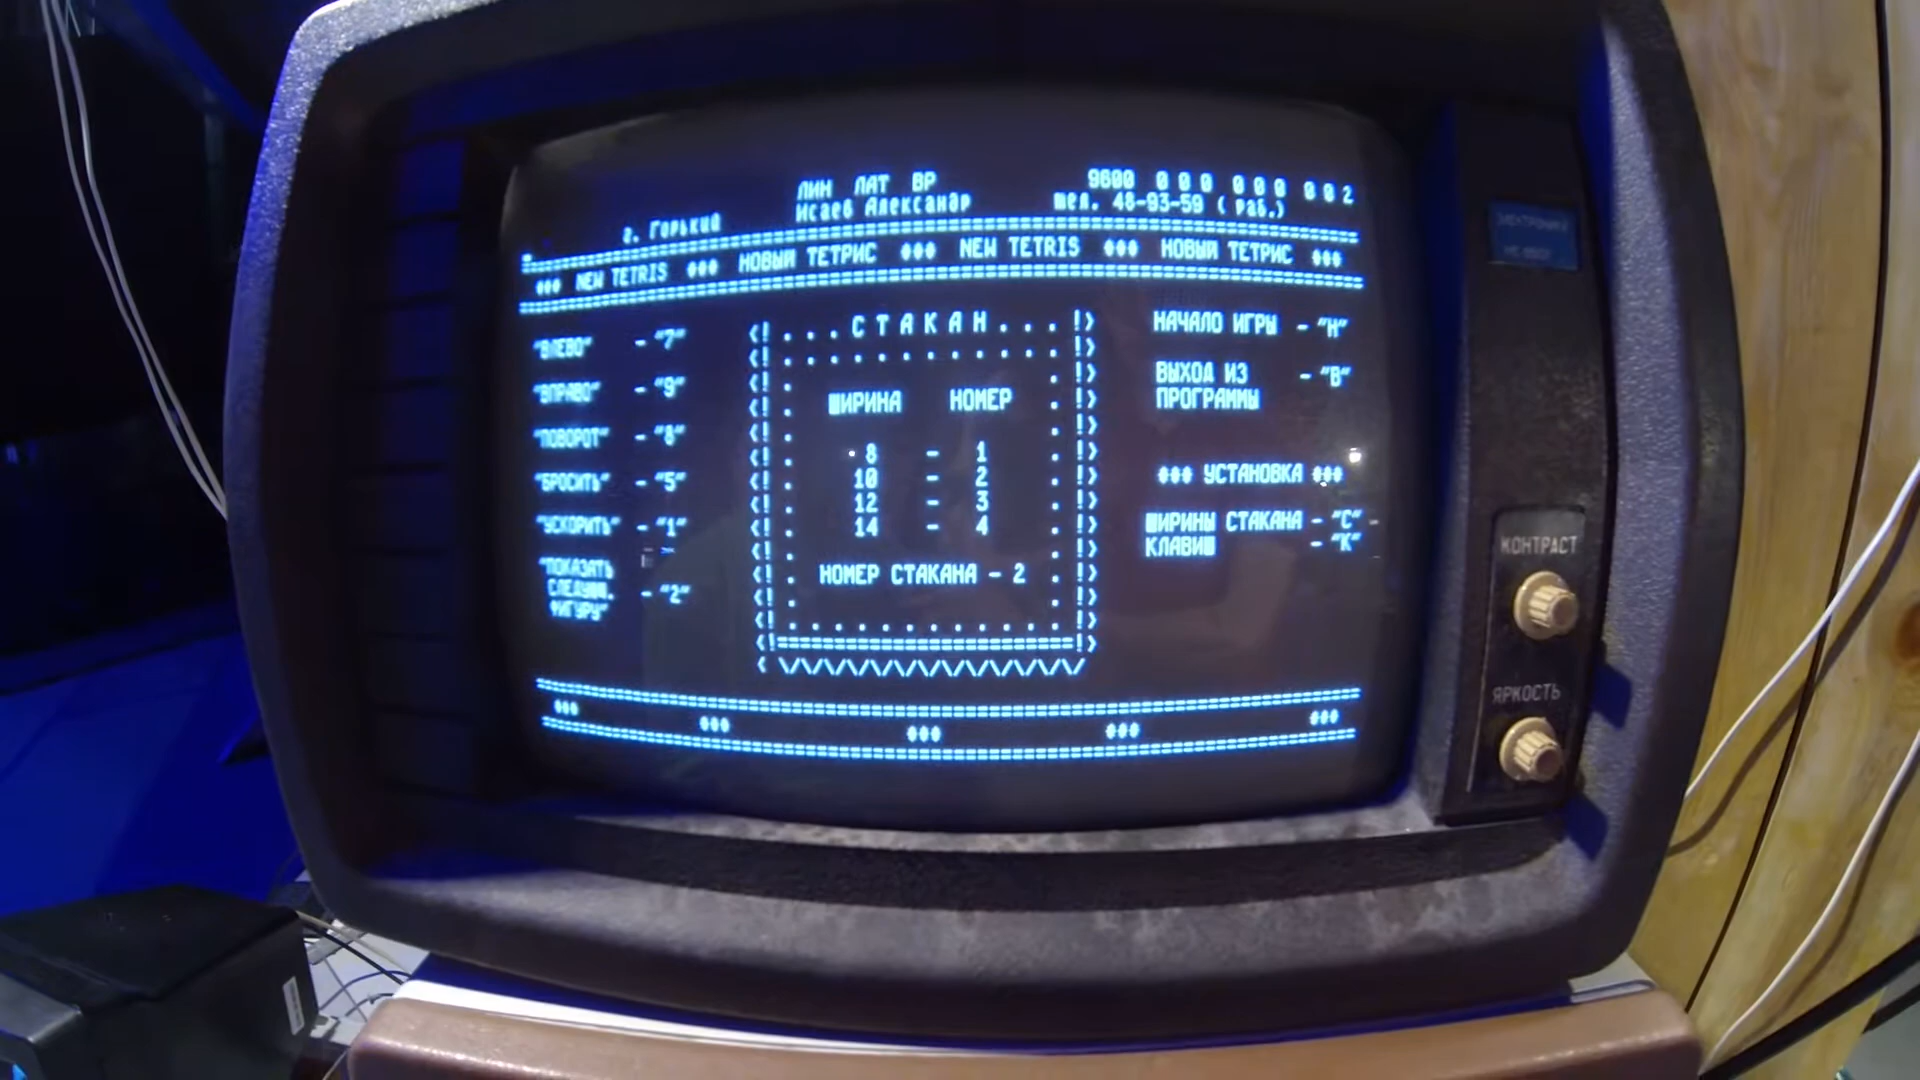 ЛИН ЛАТ ВР 9600 000 000 002
г. Горький Исаев Александр тел. 48-93-59 (раб.)
*** NEW TETRIS *** НОВЫЙ ТЕТРИС *** NEW TETRIS *** НОВЫЙ ТЕТРИС ***
"ВЛЕВО" - "7"
"ВПРАВО" - "9"
"ПОВОРОТ" - "8"
"БРОСИТЬ" - "5"
"УСКОРИТЬ" - "1"
"ПОКАЗАТЬ
СЛЕДУЩ. - "2"
ФИГУРУ"
<!...СТАКАН...!>
ШИРИНА НОМЕР
8 - 1
10 - 2
12 - 3
14 - 4
НОМЕР СТАКАНА - 2
НАЧАЛО ИГРЫ - "Н"
ВЫХОД ИЗ - "В"
ПРОГРАММЫ
*** УСТАНОВКА ***
ШИРИНЫ СТАКАНА - "С"
КЛАВИШ - "К"
*** *** *** *** ***
ЭЛЕКТРОНИКА
КОНТРАСТ
ЯРКОСТЬ